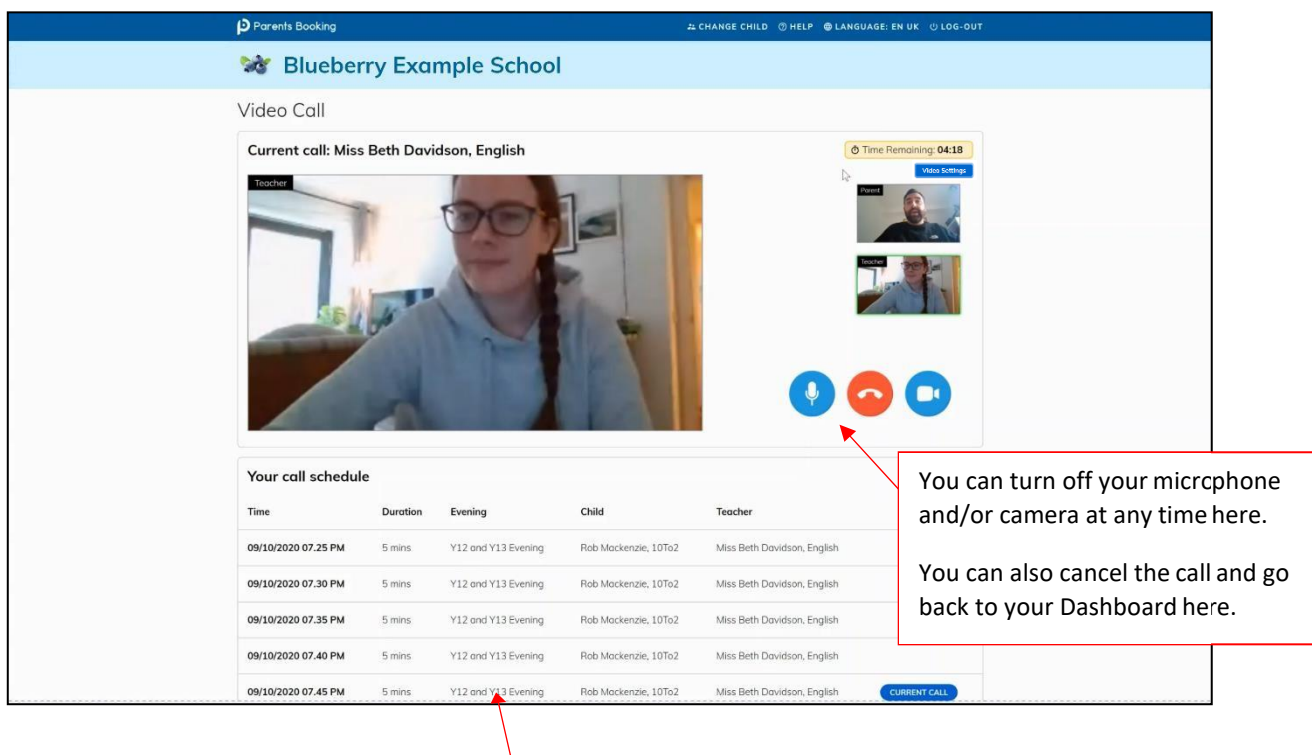 Parents Booking
CHANGE CHILD HELP LANGUAGE: EN UK LOG-OUT
Blueberry Example School
Video Call
Current call: Miss Beth Davidson, English
Time Remaining: 04:18
Video Settings
Teacher
Parent
Teacher
You can turn off your microphone
and/or camera at any time here.
You can also cancel the call and go
back to your Dashboard here.
Your call schedule
Time Duration Evening Child Teacher
09/10/2020 07.25 PM 5 mins Y12 and Y13 Evening Rob Mackenzie, 10To2 Miss Beth Davidson, English
09/10/2020 07.30 PM 5 mins Y12 and Y13 Evening Rob Mackenzie, 10To2 Miss Beth Davidson, English
09/10/2020 07.35 PM 5 mins Y12 and Y13 Evening Rob Mackenzie, 10To2 Miss Beth Davidson, English
09/10/2020 07.40 PM 5 mins Y12 and Y13 Evening Rob Mackenzie, 10To2 Miss Beth Davidson, English
09/10/2020 07.45 PM 5 mins Y12 and Y13 Evening Rob Mackenzie, 10To2 Miss Beth Davidson, English CURRENT CALL